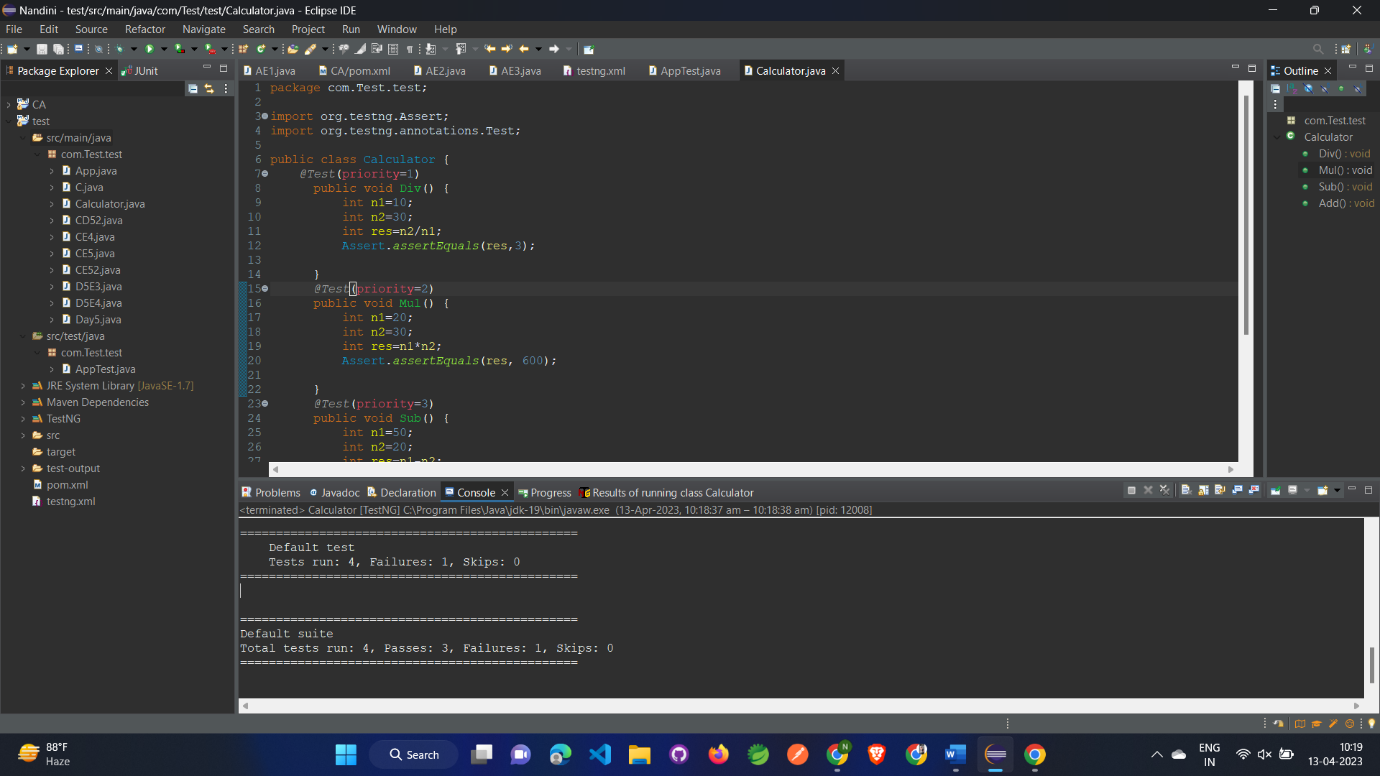 Nandini - test/src/main/java/com/Test/test/Calculator.java - Eclipse IDE
File Edit Source Refactor Navigate Search Project Run Window Help
Package Explorer JUnit
CA
test
src/main/java
com.Test.test
App.java
C.java
Calculator.java
CD52.java
CE4.java
CE5.java
CE52.java
D5E3.java
D5E4.java
Day5.java
src/test/java
com.Test.test
AppTest.java
JRE System Library [JavaSE-1.7]
Maven Dependencies
TestNG
src
target
test-output
pom.xml
testng.xml
AE1.java CA/pom.xml AE2.java AE3.java testng.xml AppTest.java Calculator.java
1 package com.Test.test;
2
3 import org.testng.Assert;
4 import org.testng.annotations.Test;
5
6 public class Calculator {
7 @Test(priority=1)
8 public void Div() {
9 int n1=10;
10 int n2=30;
11 int res=n2/n1;
12 Assert.assertEquals(res,3);
13
14 }
15 @Test(priority=2)
16 public void Mul() {
17 int n1=20;
18 int n2=30;
19 int res=n1*n2;
20 Assert.assertEquals(res, 600);
21
22 }
23 @Test(priority=3)
24 public void Sub() {
25 int n1=50;
26 int n2=20;
27 int res=n1-n2;
Outline
com.Test.test
Calculator
Div() : void
Mul() : void
Sub() : void
Add() : void
Problems Javadoc Declaration Console Progress Results of running class Calculator
<terminated> Calculator [TestNG] C:\Program Files\Java\jdk-19\bin\javaw.exe (13-Apr-2023, 10:18:37 am – 10:18:38 am) [pid: 12008]
===============================================
Default test
Tests run: 4, Failures: 1, Skips: 0
===============================================
===============================================
Default suite
Total tests run: 4, Passes: 3, Failures: 1, Skips: 0
===============================================
88°F
Haze
Search
ENG
IN
10:19
13-04-2023